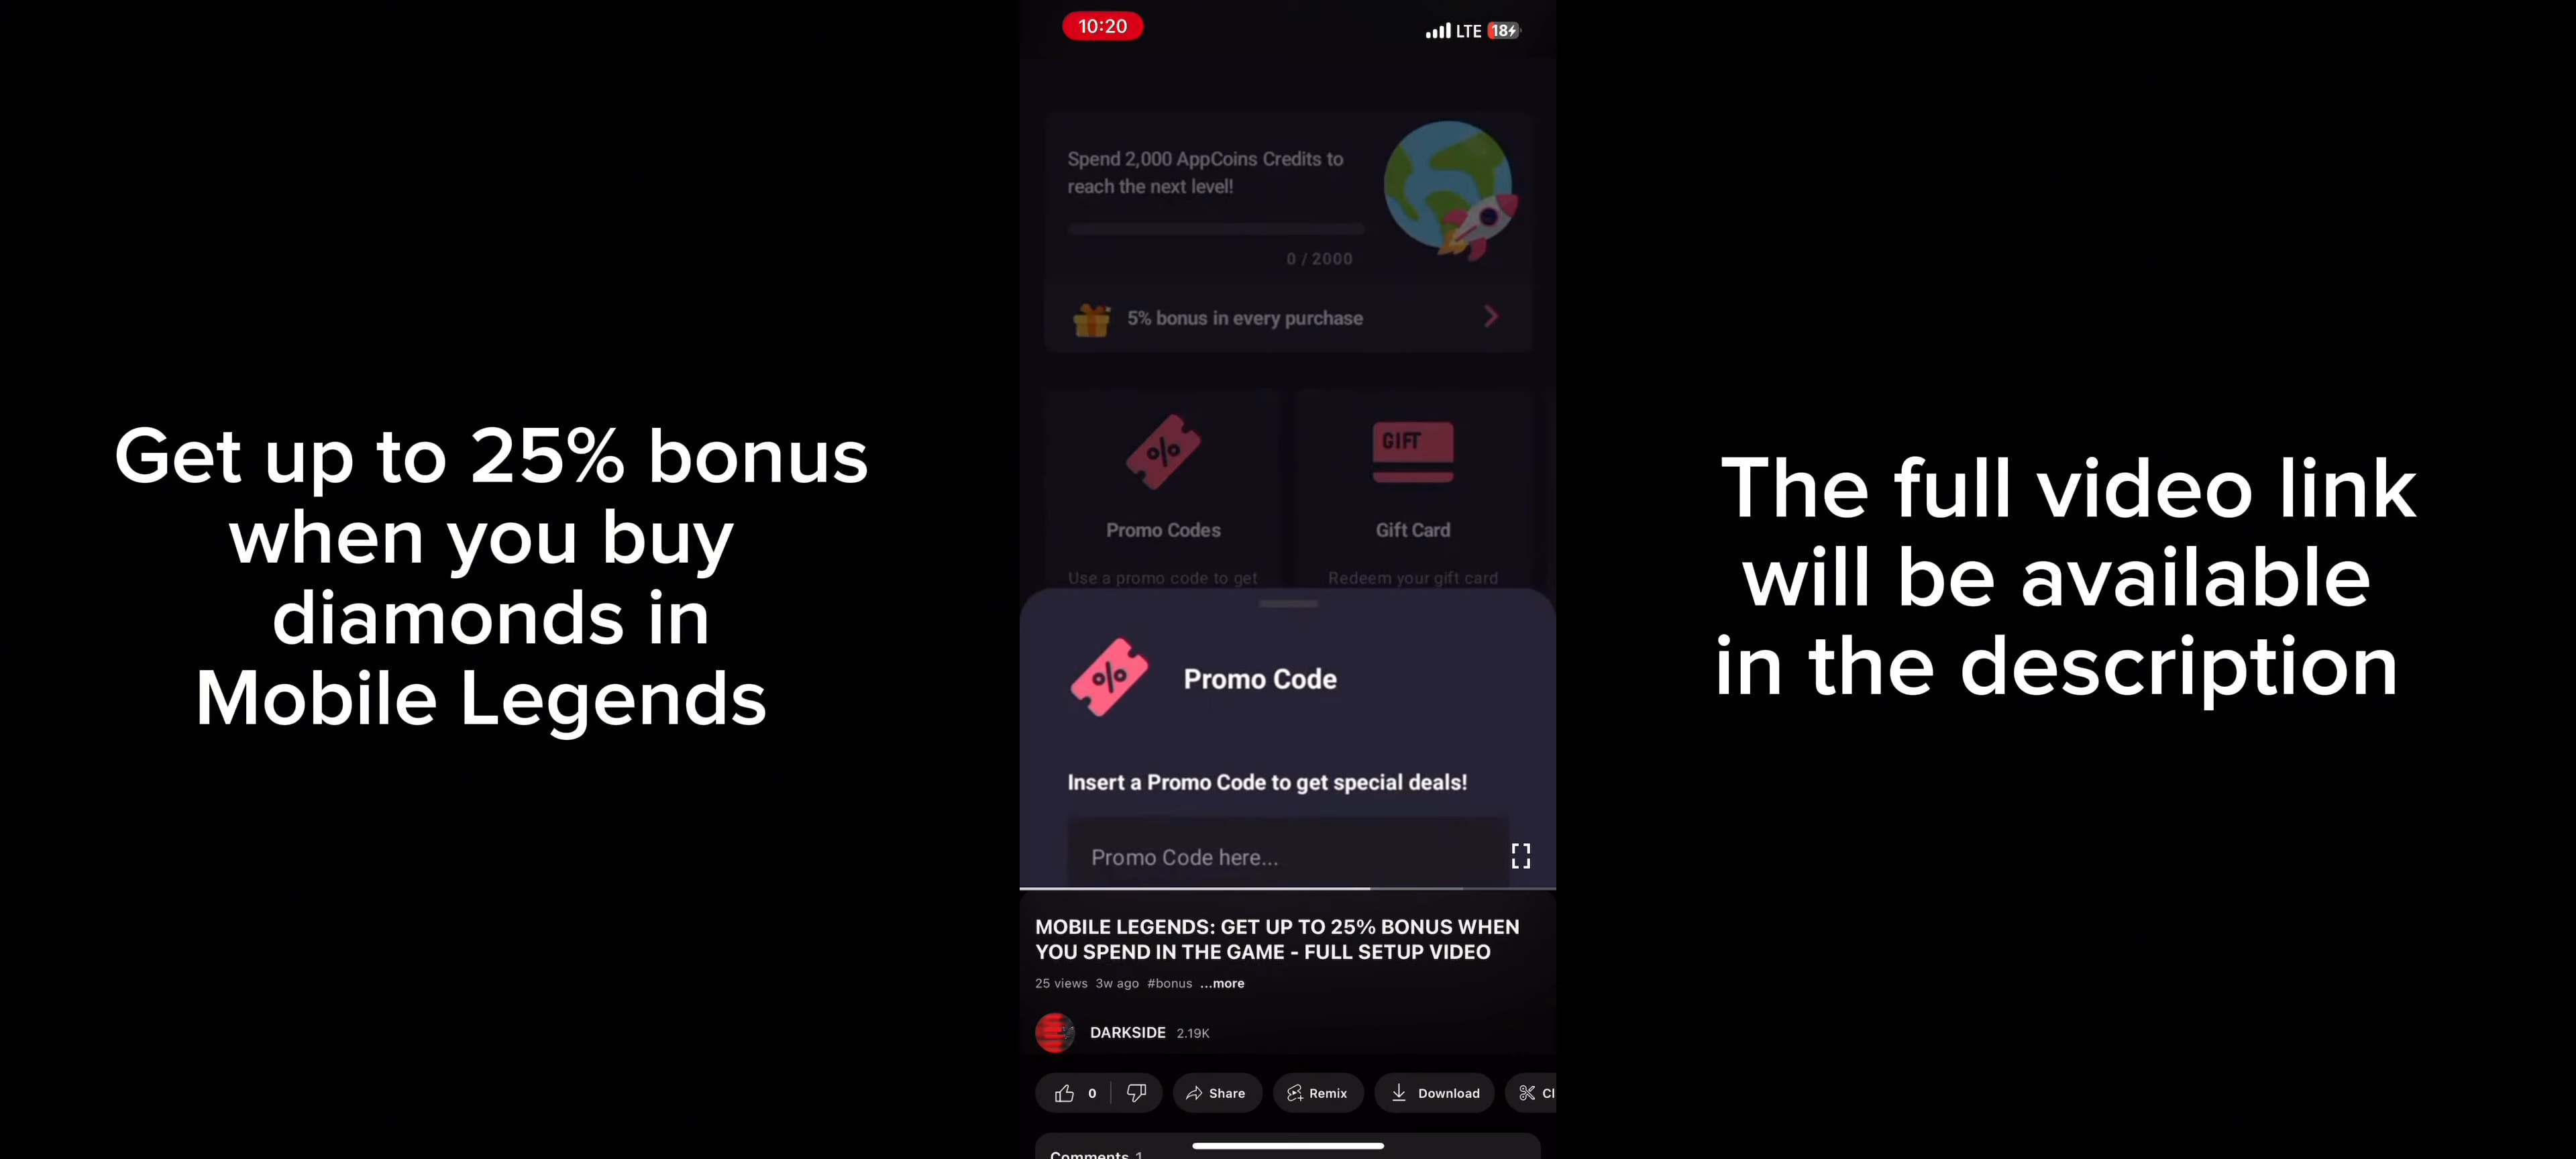 Get up to 25% bonus
when you buy
diamonds in
Mobile Legends
10:20
LTE 18
Spend 2,000 AppCoins Credits to
reach the next level!
0 / 2000
5% bonus in every purchase
GIFT
Promo Codes
Gift Card
Use a promo code to get
Redeem your gift card
%
Promo Code
Insert a Promo Code to get special deals!
Promo Code here...
MOBILE LEGENDS: GET UP TO 25% BONUS WHEN
YOU SPEND IN THE GAME - FULL SETUP VIDEO
25 views 3w ago #bonus ...more
DARKSIDE 2.19K
0 Share Remix Download Cl
Comments 1
The full video link
will be available
in the description